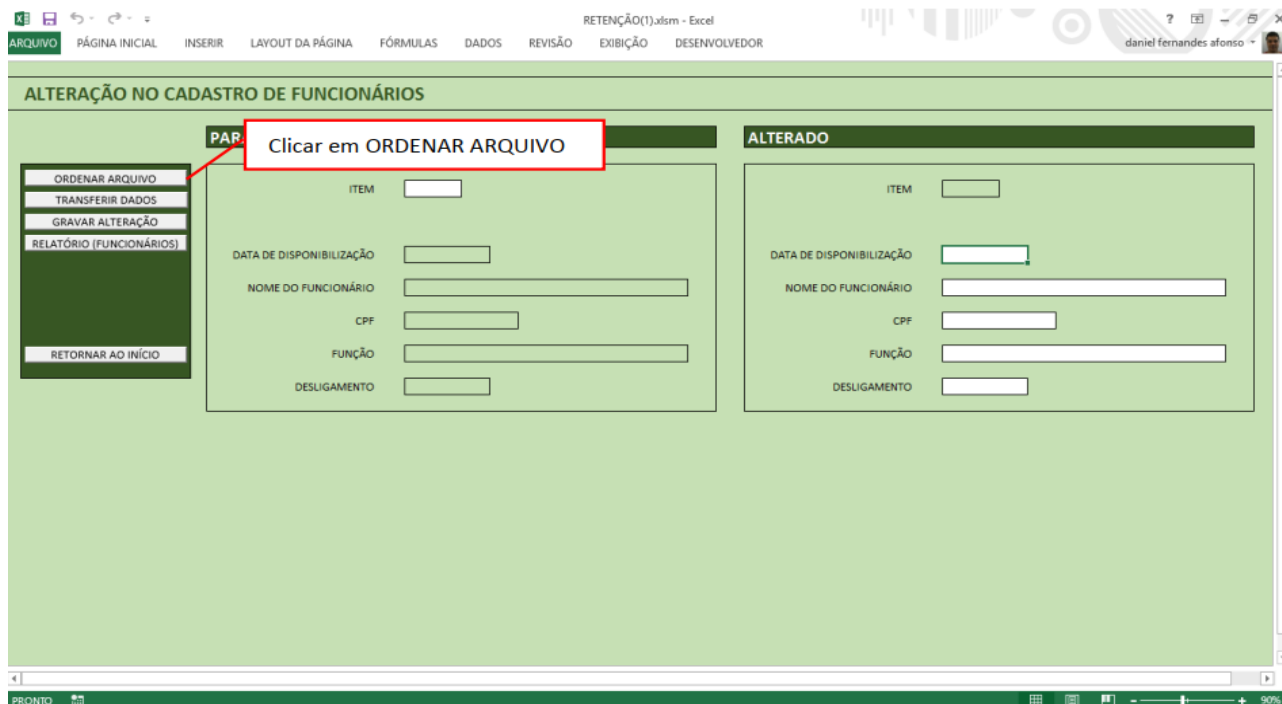 RETENÇÃO(1).xlsm - Excel
ARQUIVO PÁGINA INICIAL INSERIR LAYOUT DA PÁGINA FÓRMULAS DADOS REVISÃO EXIBIÇÃO DESENVOLVEDOR daniel fernandes afonso
ALTERAÇÃO NO CADASTRO DE FUNCIONÁRIOS
Clicar em ORDENAR ARQUIVO
ORDENAR ARQUIVO
TRANSFERIR DADOS
GRAVAR ALTERAÇÃO
RELATÓRIO (FUNCIONÁRIOS)
RETORNAR AO INÍCIO
PAR
ITEM
DATA DE DISPONIBILIZAÇÃO
NOME DO FUNCIONÁRIO
CPF
FUNÇÃO
DESLIGAMENTO
ALTERADO
ITEM
DATA DE DISPONIBILIZAÇÃO
NOME DO FUNCIONÁRIO
CPF
FUNÇÃO
DESLIGAMENTO
PRONTO 90%